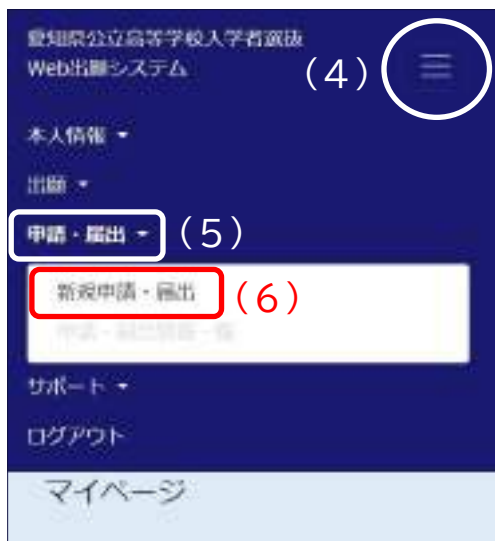 愛知県公立高等学校入学者選抜
Web出願システム
(4)
本人情報
出願
申請・届出
(5)
新規申請・届出
(6)
サポート
ログアウト
マイページ